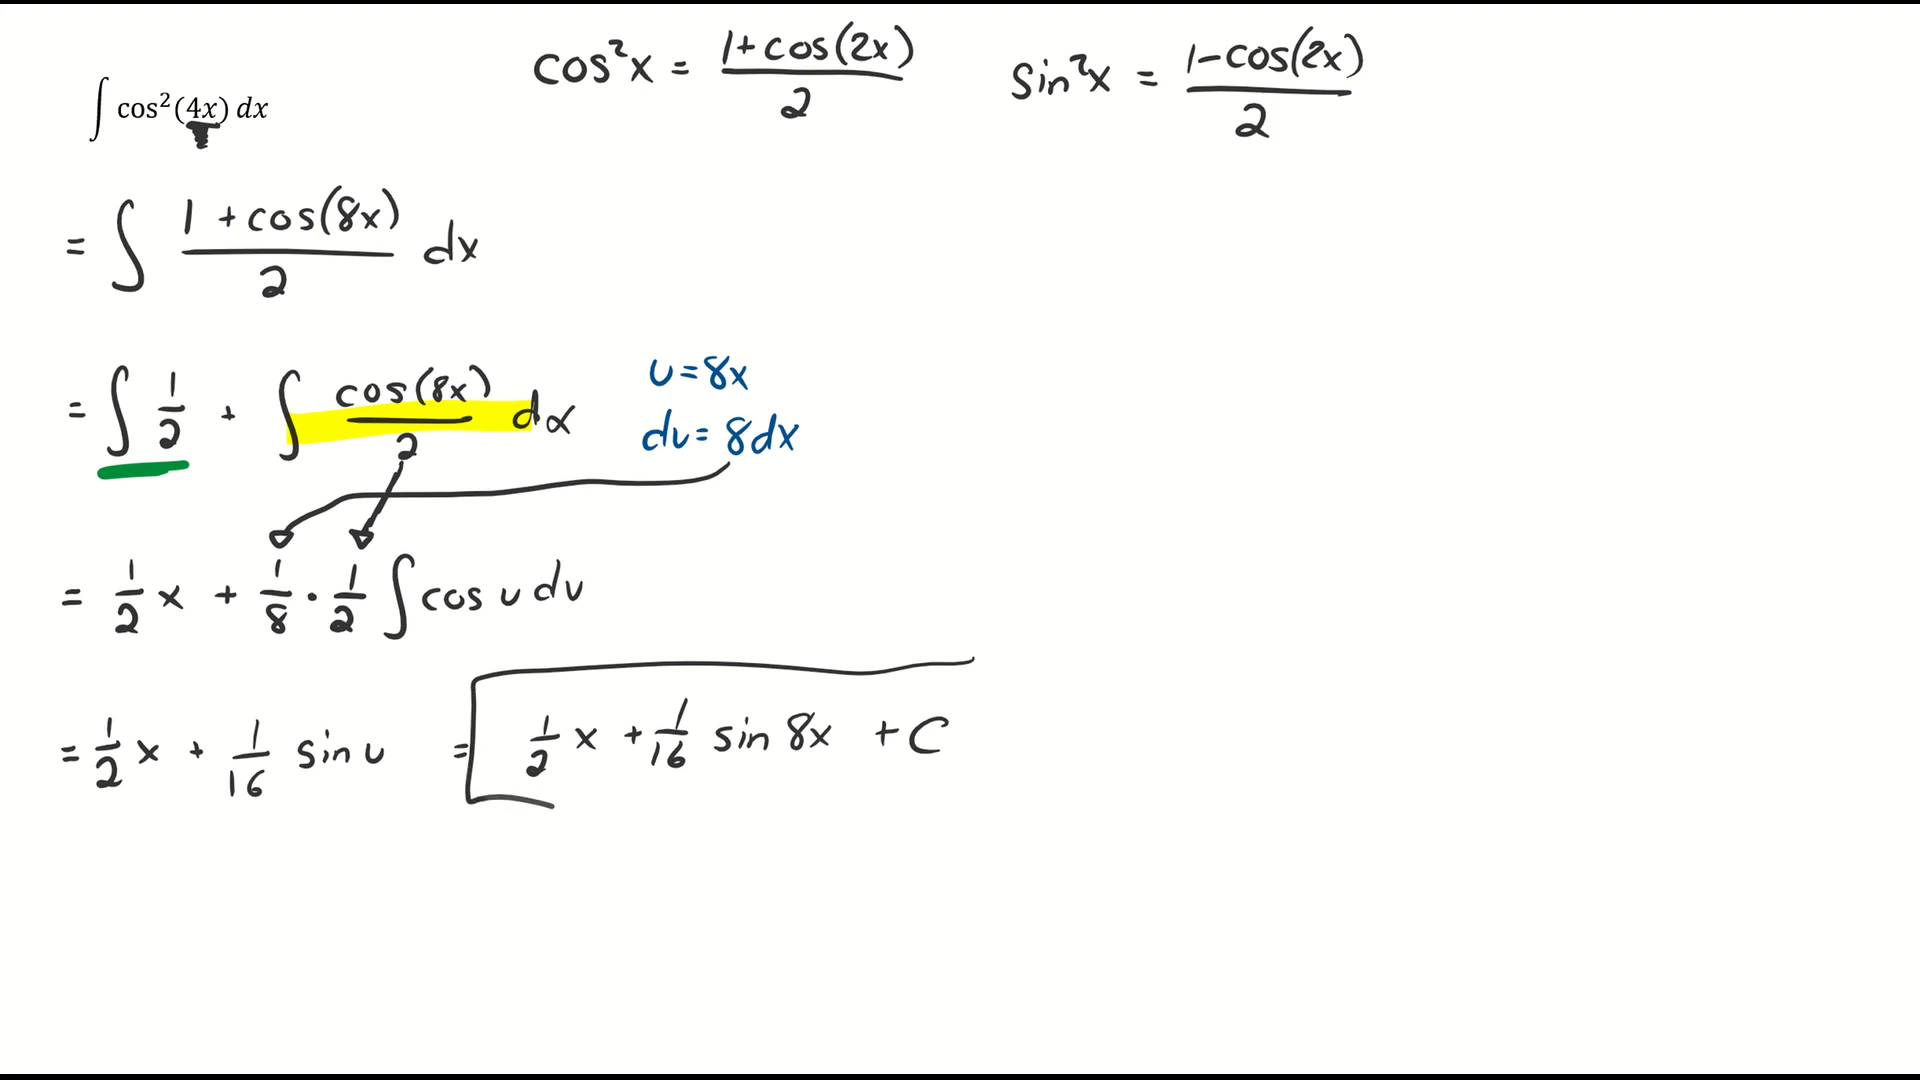 cos²x = (1+cos(2x))/2    sin²x = (1-cos(2x))/2
∫ cos²(4x) dx
= ∫ (1+cos(8x))/2 dx
= ∫ 1/2 + ∫ cos(8x)/2 dx    u=8x
du=8dx
= 1/2 x + 1/8 · 1/2 ∫ cos u du
= 1/2 x + 1/16 sin u = 1/2 x + 1/16 sin 8x + C